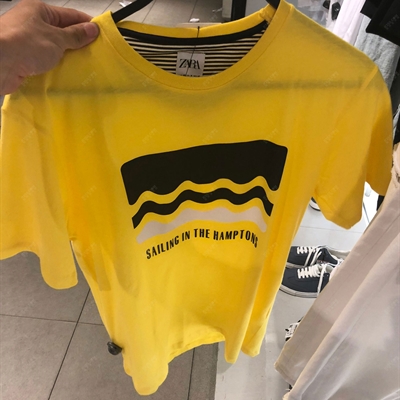 ZARA
SAILING IN THE HAMPTONS